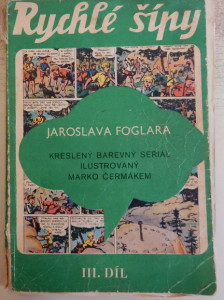 Rychlé šípy
JAROSLAVA FOGLARA
KRESLENÝ BAREVNÝ SERIÁL
ILUSTROVANÝ
MARKO ČERMÁKEM
III. DÍL